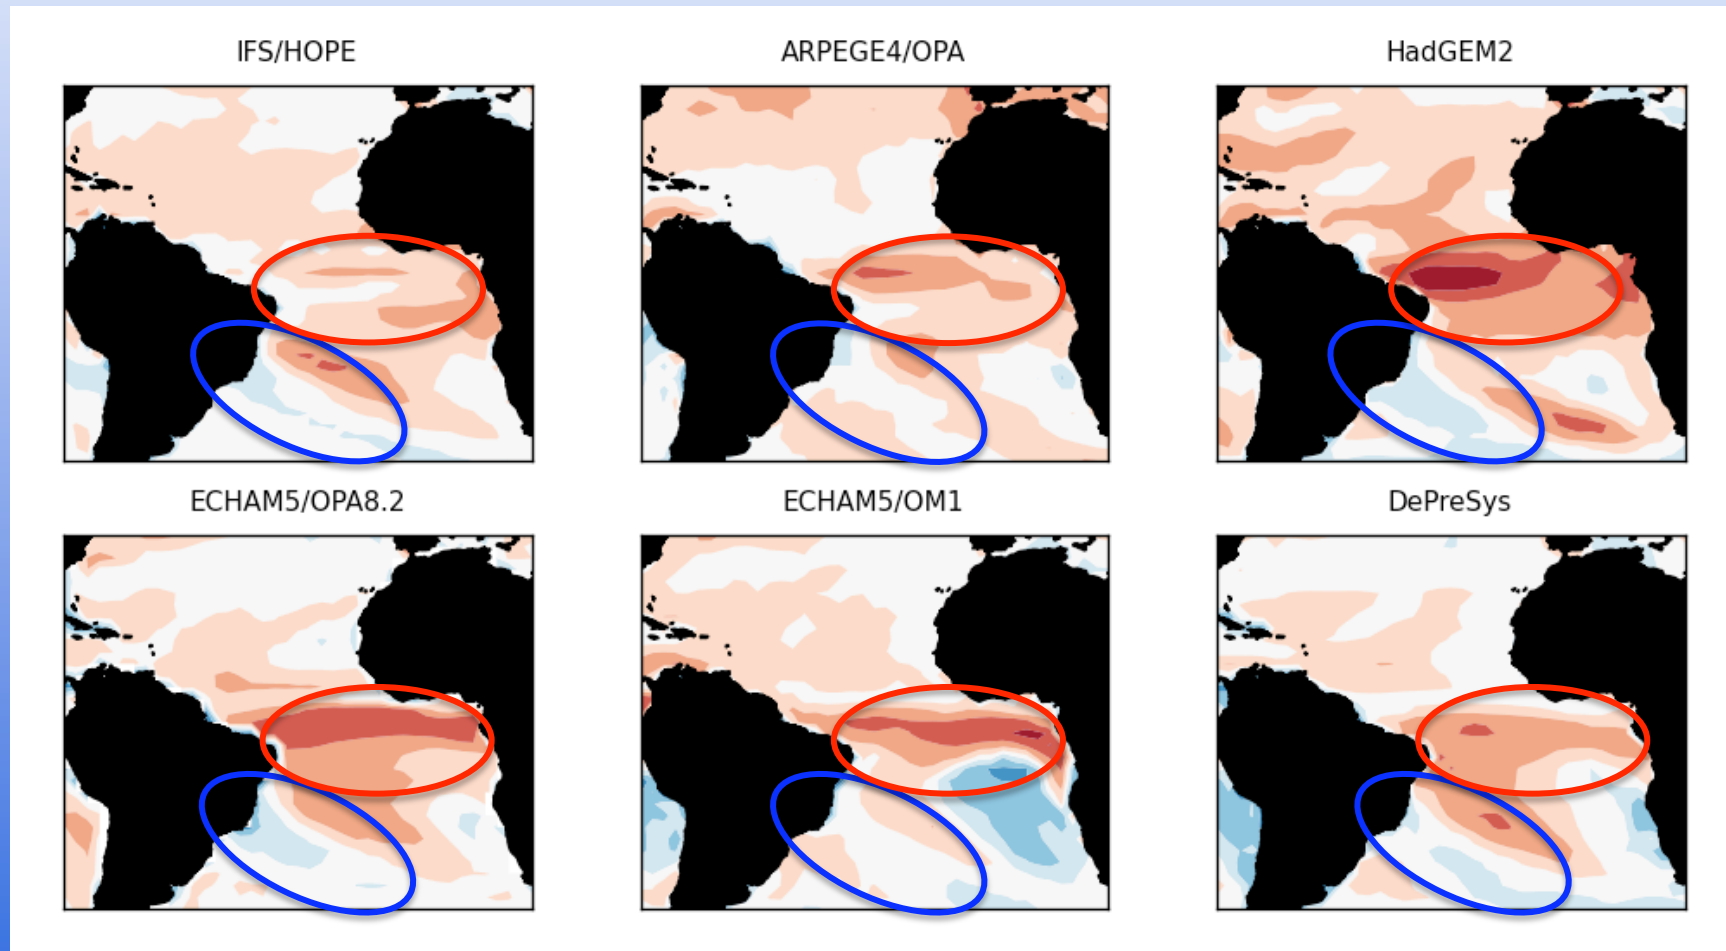 IFS/HOPE
ARPEGE4/OPA
HadGEM2
ECHAM5/OPA8.2
ECHAM5/OM1
DePreSys